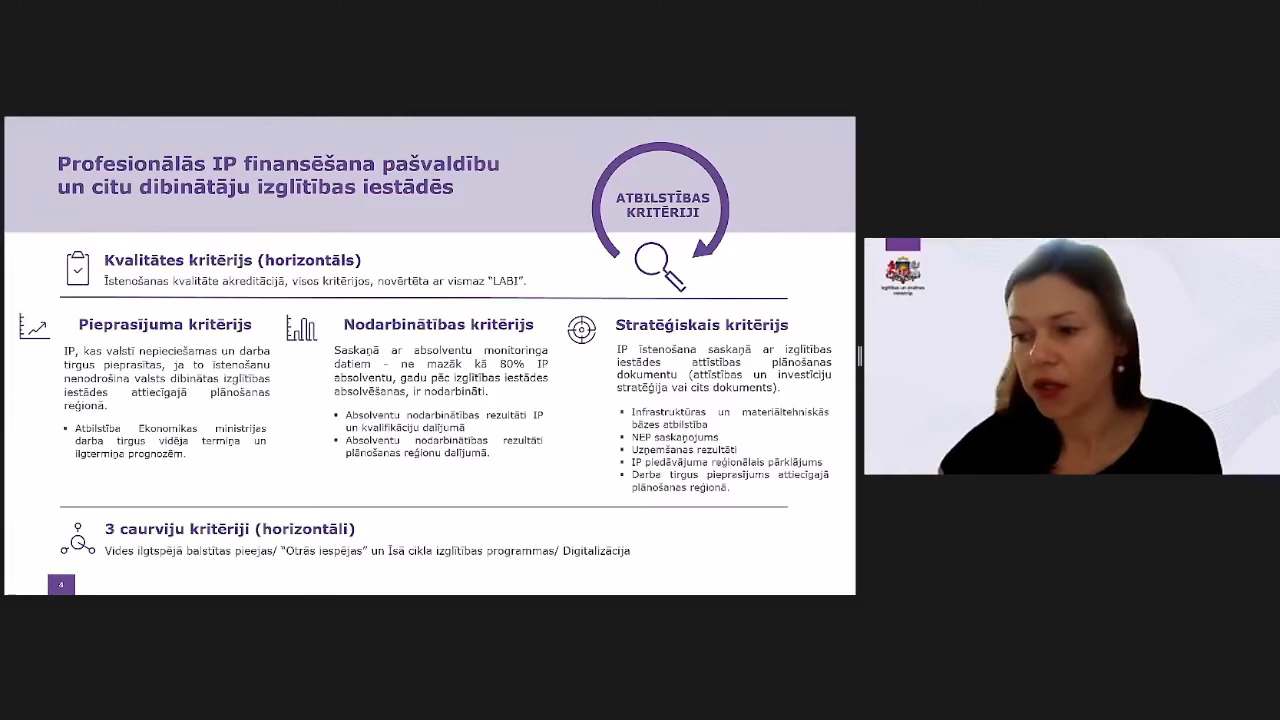 Profesionālās IP finansēšana pašvaldību
un citu dibinātāju izglītības iestādēs
ATBILSTĪBAS
KRITĒRIJI
Kvalitātes kritērijs (horizontāls)
Īstenošanas kvalitāte akreditācijā, visos kritērijos, novērtēta ar vismaz “LABI”.
Pieprasījuma kritērijs
IP, kas valstī nepieciešamas un darba
tirgus pieprasītas, ja to īstenošanu
nenodrošina valsts dibinātas izglītības
iestādes attiecīgajā plānošanas
reģionā.
▪ Atbilstība Ekonomikas ministrijas
darba tirgus vidēja termiņa un
ilgtermiņa prognozēm.
Nodarbinātības kritērijs
Saskaņā ar absolventu monitoringa
datiem – ne mazāk kā 80% IP
absolventu, gadu pēc izglītības iestādes
absolvēšanas, ir nodarbināti.
▪ Absolventu nodarbinātības rezultāti IP
un kvalifikāciju dalījumā
▪ Absolventu nodarbinātības rezultāti
plānošanas reģionu dalījumā.
Stratēģiskais kritērijs
IP īstenošana saskaņā ar izglītības
iestādes attīstības plānošanas
dokumentu (attīstības un investīciju
stratēģija vai cits dokuments).
▪ Infrastruktūras un materiāltehniskās
bāzes atbilstība
▪ NEP saskaņojums
▪ Uzņemšanas rezultāti
▪ IP piedāvājuma reģionālais pārklājums
▪ Darba tirgus pieprasījums attiecīgajā
plānošanas reģionā.
3 caurviju kritēriji (horizontāli)
Vides ilgtspējā balstītas pieejas/ “Otrās iespējas” un Īsā cikla izglītības programmas/ Digitalizācija
4
Izglītības un zinātnes
ministrija